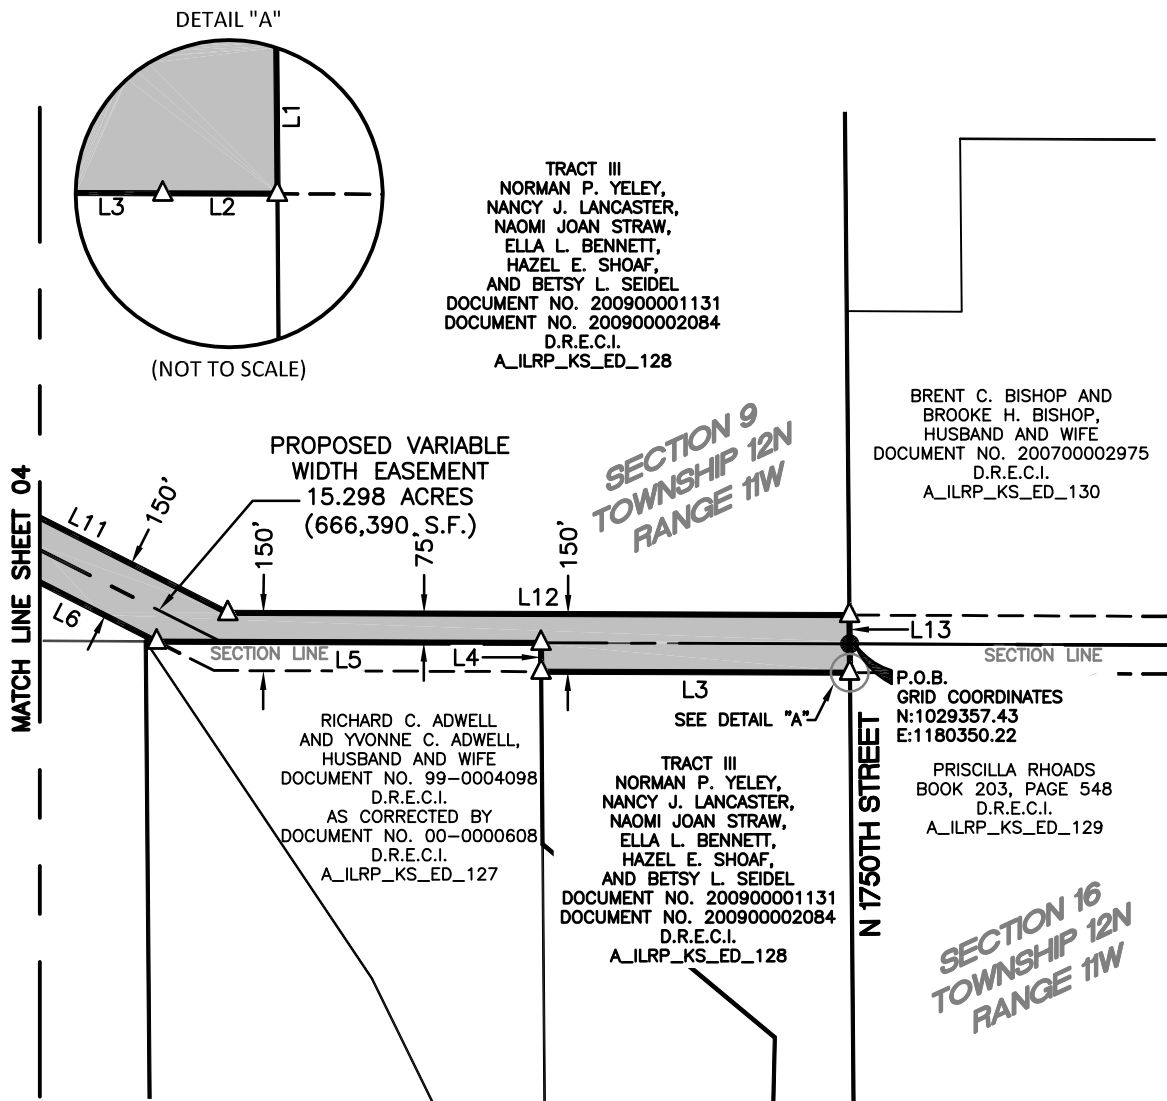 DETAIL "A"
L1
L3
L2
(NOT TO SCALE)
TRACT III
NORMAN P. YELEY,
NANCY J. LANCASTER,
NAOMI JOAN STRAW,
ELLA L. BENNETT,
HAZEL E. SHOAF,
AND BETSY L. SEIDEL
DOCUMENT NO. 200900001131
DOCUMENT NO. 200900002084
D.R.E.C.I.
A_ILRP_KS_ED_128
BRENT C. BISHOP AND
BROOKE H. BISHOP,
HUSBAND AND WIFE
DOCUMENT NO. 200700002975
D.R.E.C.I.
A_ILRP_KS_ED_130
SECTION 9
TOWNSHIP 12N
RANGE 11W
PROPOSED VARIABLE
WIDTH EASEMENT
15.298 ACRES
(666,390 S.F.)
MATCH LINE SHEET 04
L11
150'
L6
150'
75'
150'
L12
L13
SECTION LINE
L5
L4
L3
SECTION LINE
SEE DETAIL "A"
P.O.B.
GRID COORDINATES
N:1029357.43
E:1180350.22
N 1750TH STREET
RICHARD C. ADWELL
AND YVONNE C. ADWELL,
HUSBAND AND WIFE
DOCUMENT NO. 99-0004098
D.R.E.C.I.
AS CORRECTED BY
DOCUMENT NO. 00-0000608
D.R.E.C.I.
A_ILRP_KS_ED_127
TRACT III
NORMAN P. YELEY,
NANCY J. LANCASTER,
NAOMI JOAN STRAW,
ELLA L. BENNETT,
HAZEL E. SHOAF,
AND BETSY L. SEIDEL
DOCUMENT NO. 200900001131
DOCUMENT NO. 200900002084
D.R.E.C.I.
A_ILRP_KS_ED_128
PRISCILLA RHOADS
BOOK 203, PAGE 548
D.R.E.C.I.
A_ILRP_KS_ED_129
SECTION 16
TOWNSHIP 12N
RANGE 11W